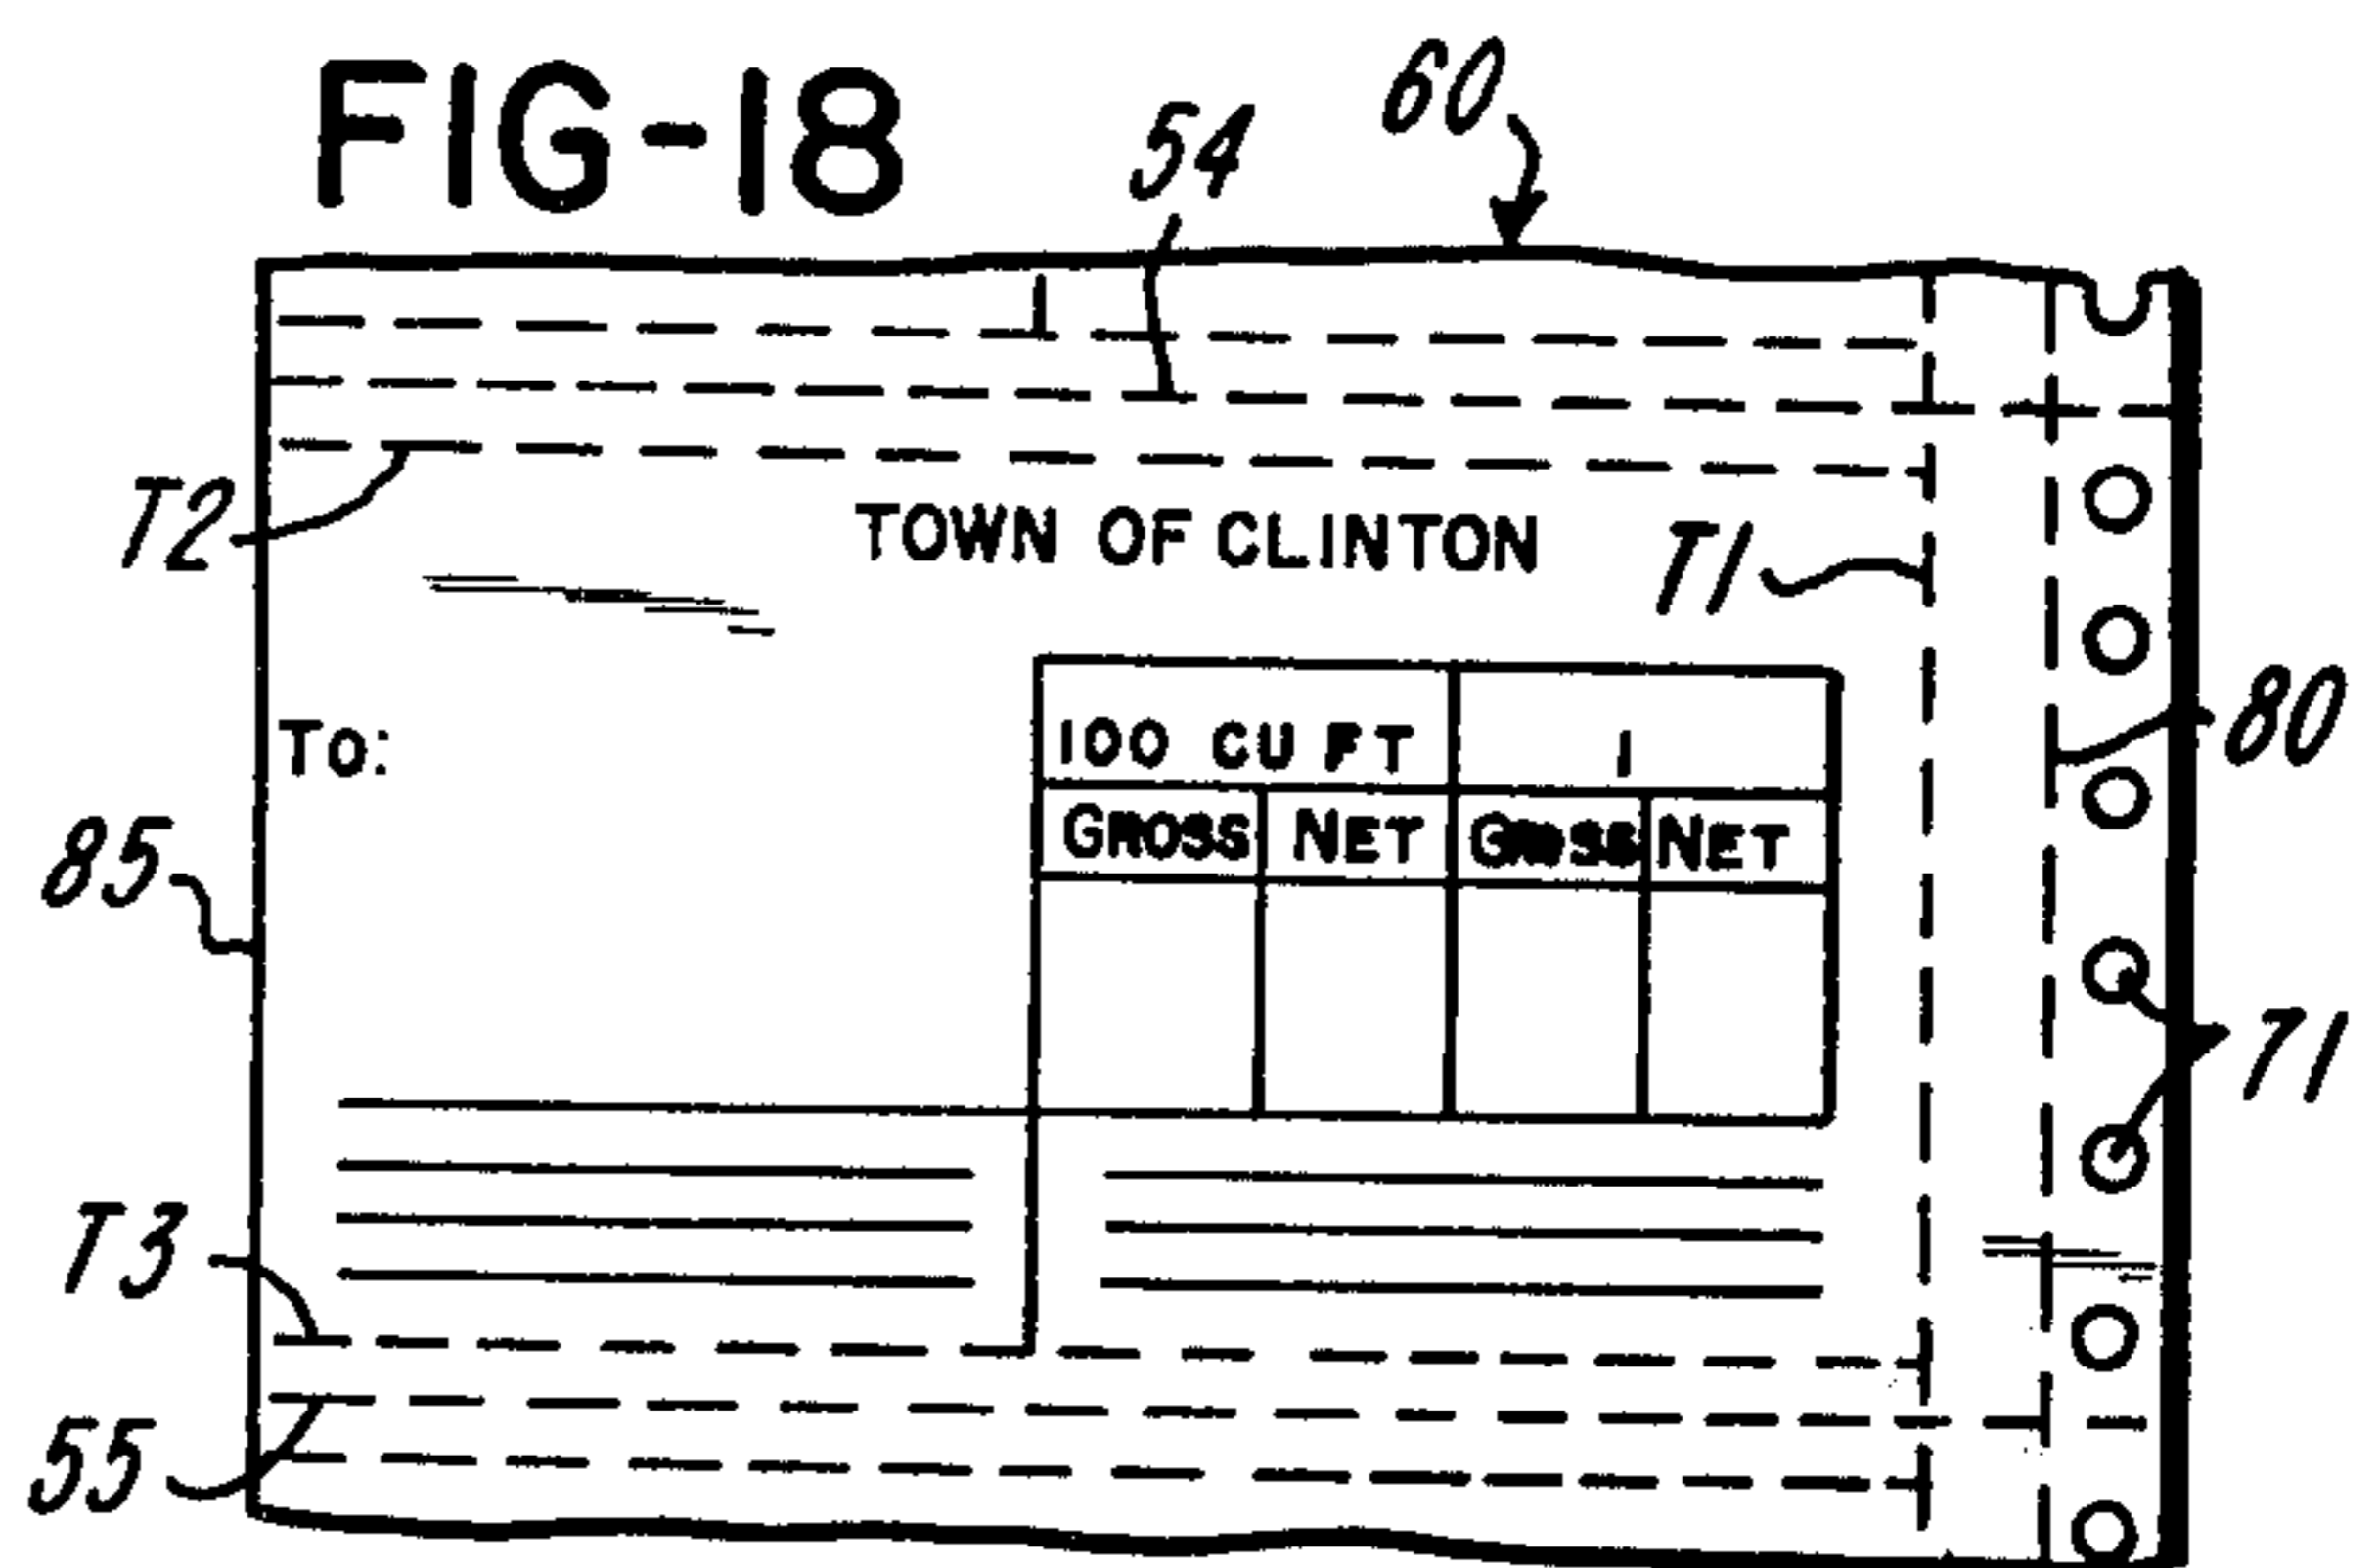 FIG-18
60
54
T2
TOWN OF CLINTON
T1
To:
100 CU FT 1
80
85
GROSS NET GROSS NET
71
T3
55